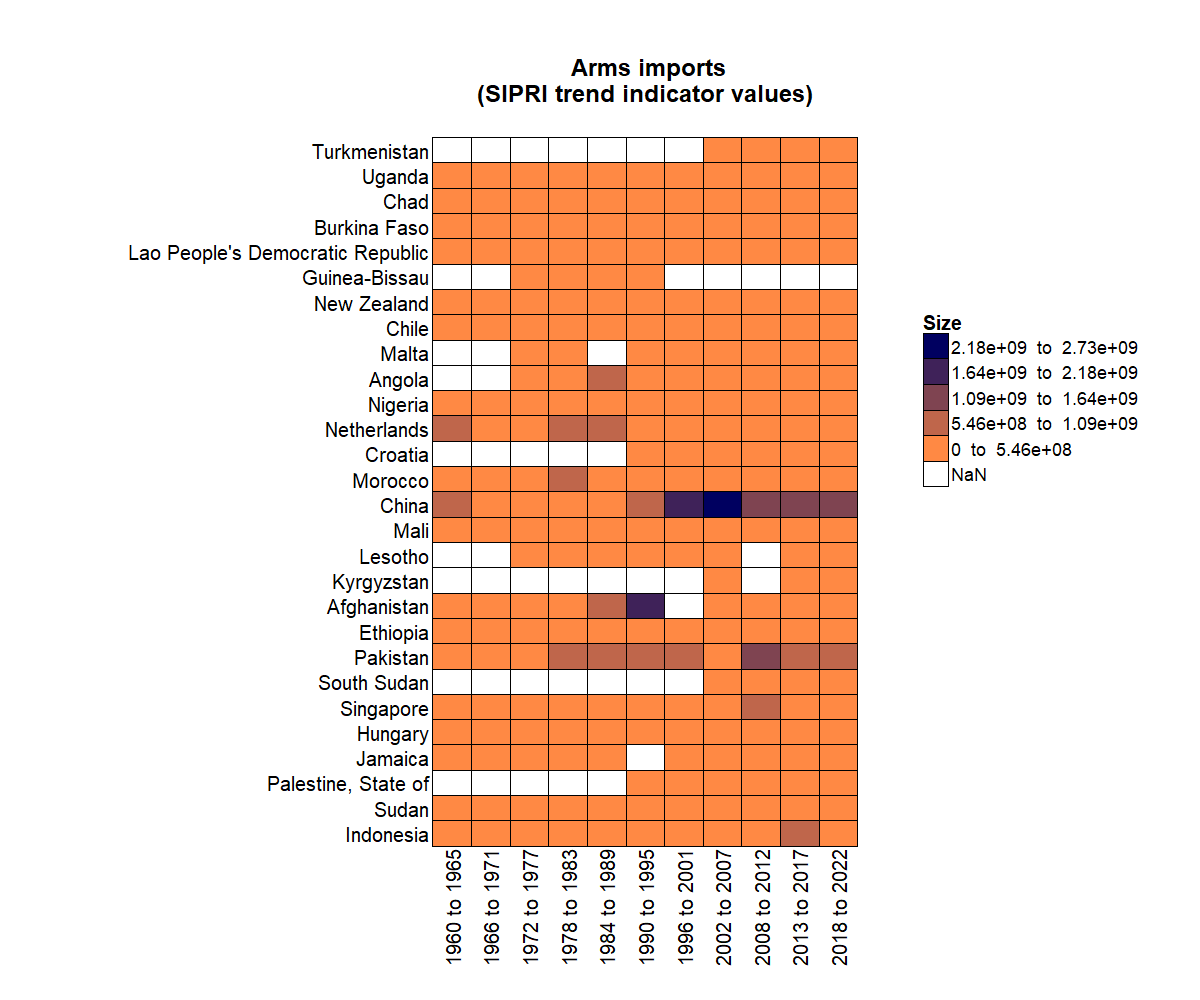 Arms imports
(SIPRI trend indicator values)
Turkmenistan
Uganda
Chad
Burkina Faso
Lao People's Democratic Republic
Guinea-Bissau
New Zealand
Chile
Malta
Angola
Nigeria
Netherlands
Croatia
Morocco
China
Mali
Lesotho
Kyrgyzstan
Afghanistan
Ethiopia
Pakistan
South Sudan
Singapore
Hungary
Jamaica
Palestine, State of
Sudan
Indonesia
1960 to 1965
1966 to 1971
1972 to 1977
1978 to 1983
1984 to 1989
1990 to 1995
1996 to 2001
2002 to 2007
2008 to 2012
2013 to 2017
2018 to 2022
Size
2.18e+09 to 2.73e+09
1.64e+09 to 2.18e+09
1.09e+09 to 1.64e+09
5.46e+08 to 1.09e+09
0 to 5.46e+08
NaN